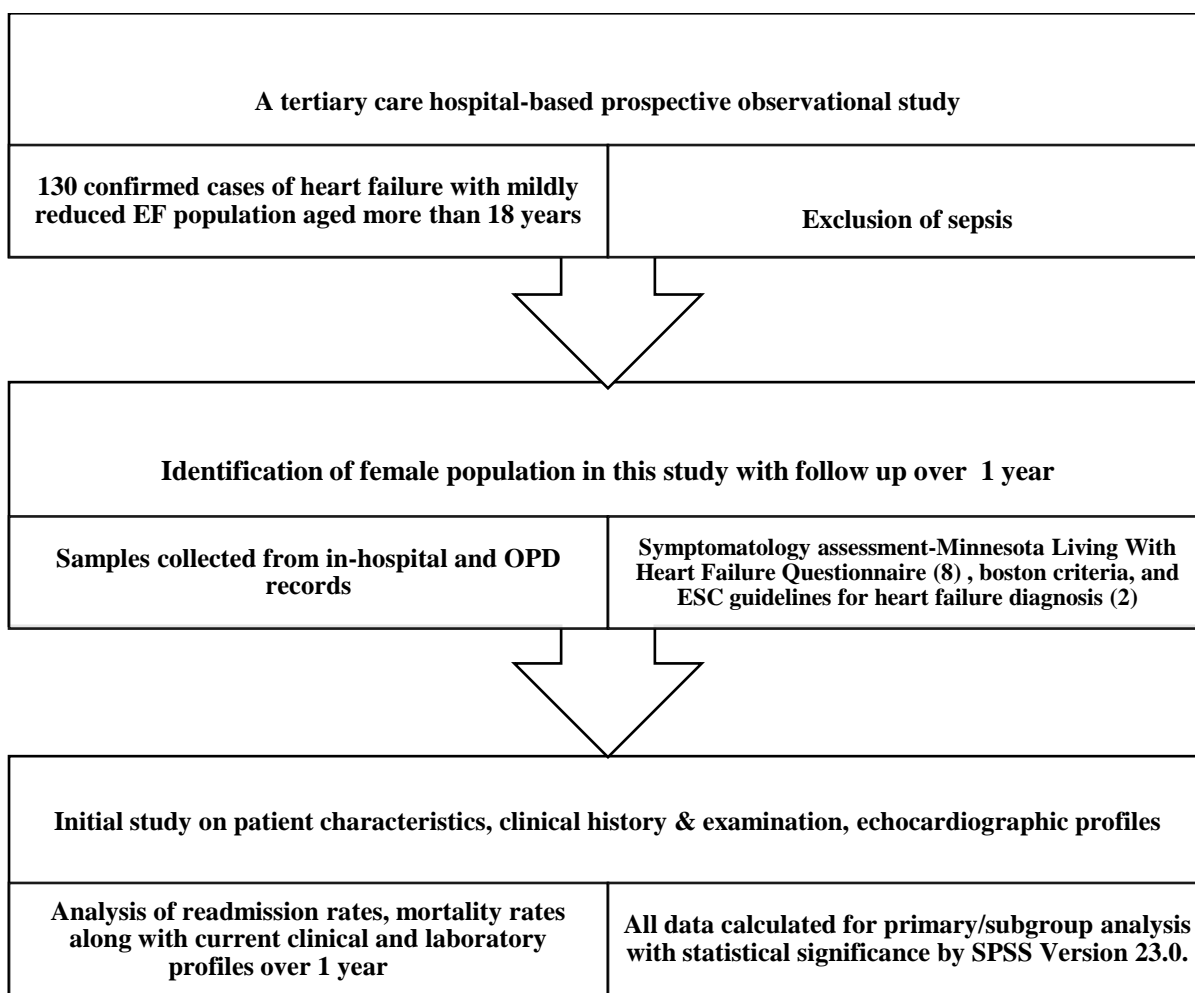 A tertiary care hospital-based prospective observational study
130 confirmed cases of heart failure with mildly
reduced EF population aged more than 18 years
Exclusion of sepsis
Identification of female population in this study with follow up over 1 year
Samples collected from in-hospital and OPD
records
Symptomatology assessment-Minnesota Living With
Heart Failure Questionnaire (8) , boston criteria, and
ESC guidelines for heart failure diagnosis (2)
Initial study on patient characteristics, clinical history & examination, echocardiographic profiles
Analysis of readmission rates, mortality rates
along with current clinical and laboratory
profiles over 1 year
All data calculated for primary/subgroup analysis
with statistical significance by SPSS Version 23.0.